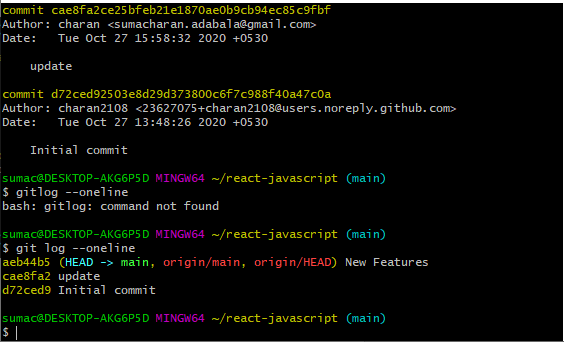 commit cae8fa2ce25bfeb21e1870ae0b9cb94ec85c9fbf
Author: charan <sumacharan.adabala@gmail.com>
Date:   Tue Oct 27 15:58:32 2020 +0530
update
commit d72ced92503e8d29d373800c6f7c988f40a47c0a
Author: charan2108 <23627075+charan2108@users.noreply.github.com>
Date:   Tue Oct 27 13:48:26 2020 +0530
Initial commit
sumac@DESKTOP-AKG6P5D MINGW64 ~/react-javascript (main)
$ gitlog --oneline
bash: gitlog: command not found
sumac@DESKTOP-AKG6P5D MINGW64 ~/react-javascript (main)
$ git log --oneline
aeb44b5 (HEAD -> main, origin/main, origin/HEAD) New Features
cae8fa2 update
d72ced9 Initial commit
sumac@DESKTOP-AKG6P5D MINGW64 ~/react-javascript (main)
$